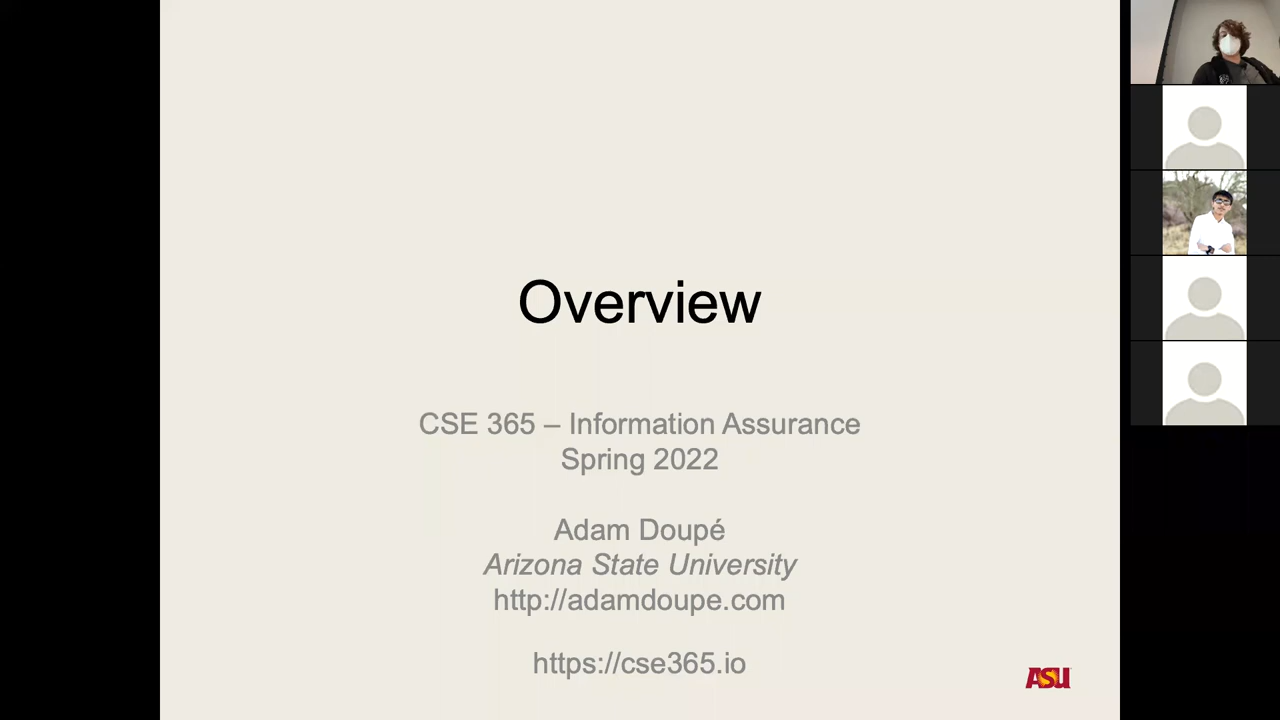 Overview
CSE 365 – Information Assurance
Spring 2022
Adam Doupé
Arizona State University
http://adamdoupe.com
https://cse365.io
ASU